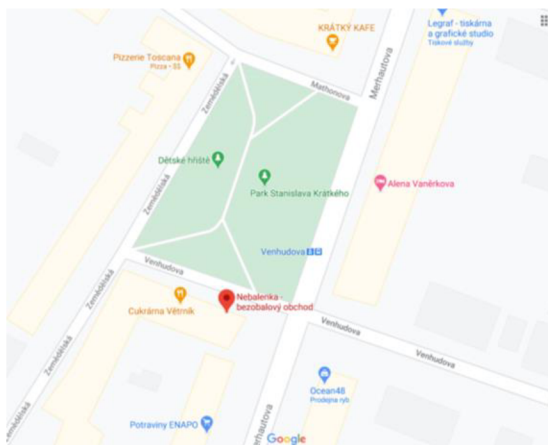 Legraf - tiskárna
a grafické studio
Tiskové služby
KRÁTKÝ KAFE
Pizzerie Toscana
Pizza • $$
Merhautova
Mathonova
Zemědělská
Dětské hřiště
Park Stanislava Krátkého
Alena Vaněrkova
Zemědělská
Venhudova
Venhudova
Nebalenka -
bezobalový obchod
Cukrárna Větrník
Zemědělská
Venhudova
Venhudova
Ocean48
Prodejna ryb
Zemědělská
Potraviny ENAPO
Merhautova
Google